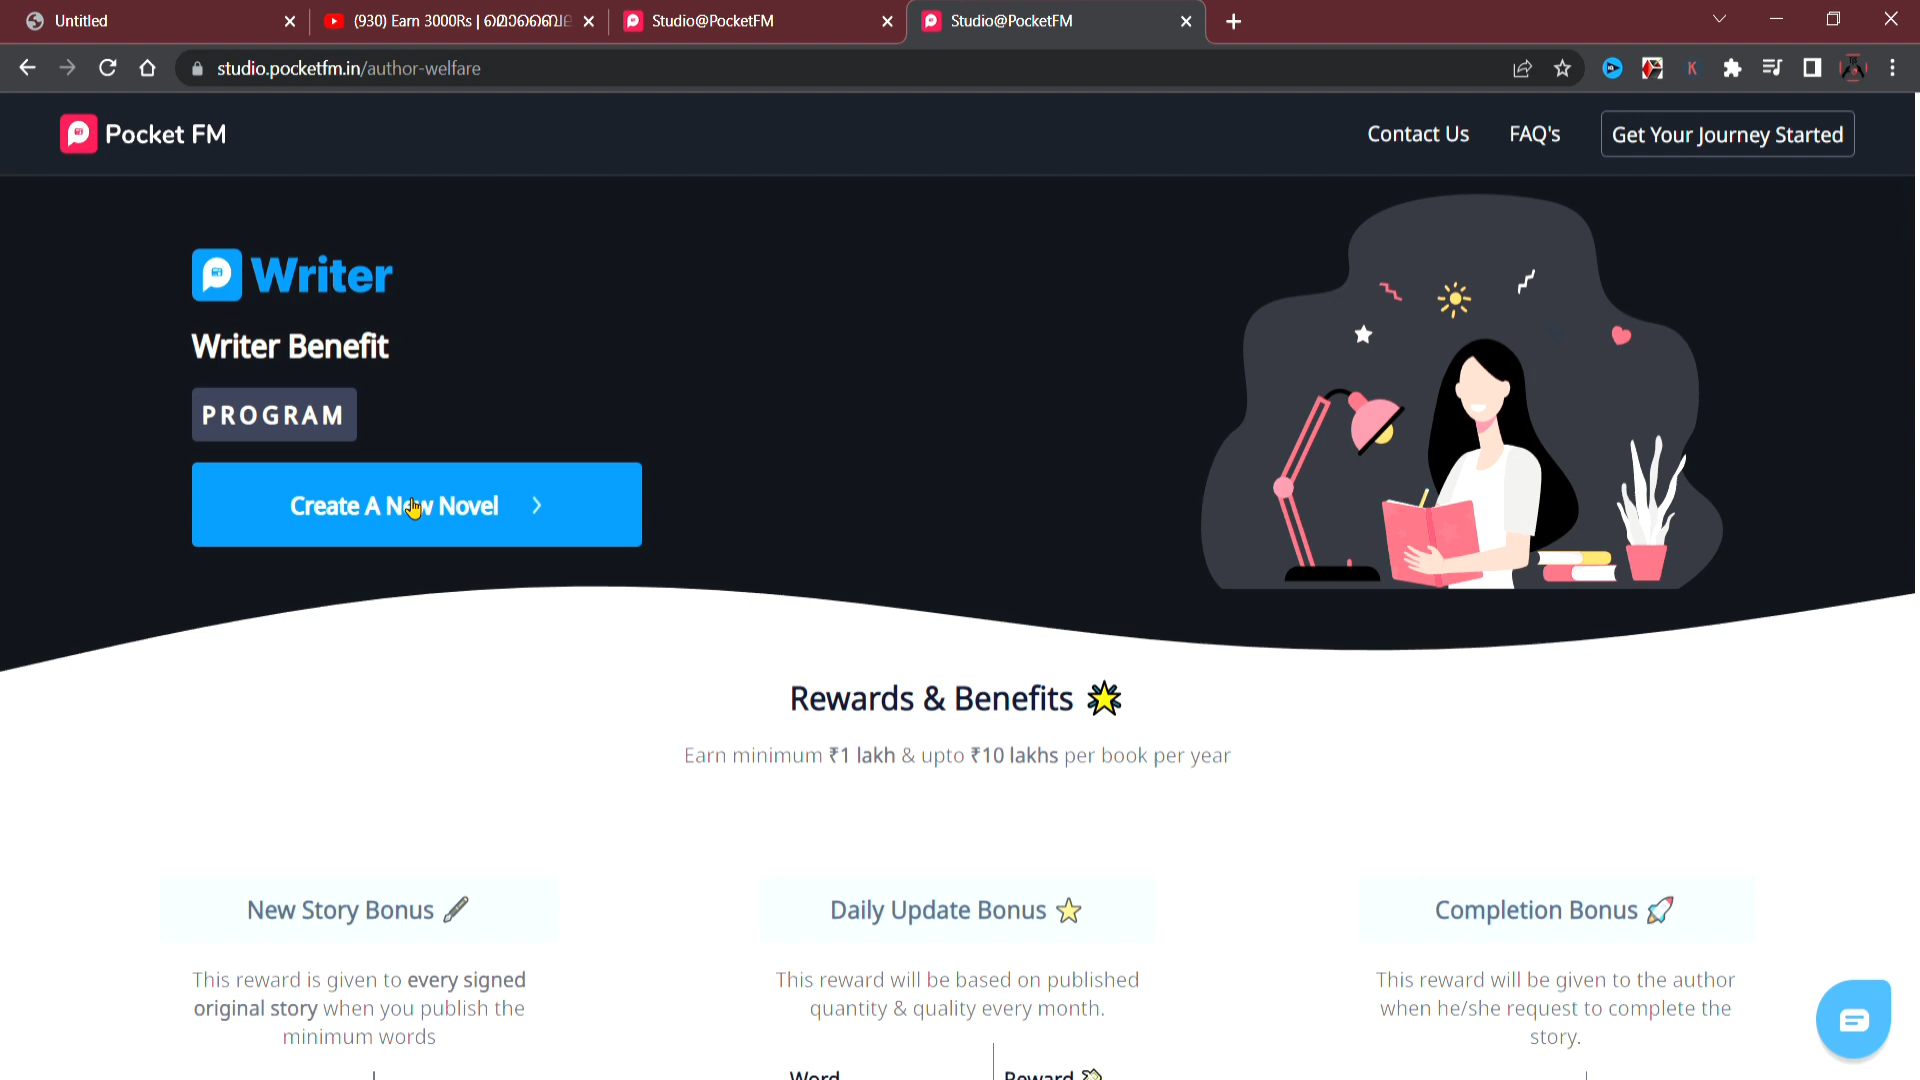 Untitled
(930) Earn 3000Rs |
Studio@PocketFM
Studio@PocketFM
studio.pocketfm.in/author-welfare
K
Pocket FM
Contact Us
FAQ's
Get Your Journey Started
Writer
Writer Benefit
PROGRAM
Create A New Novel
Rewards & Benefits 🌟
Earn minimum ₹1 lakh & upto ₹10 lakhs per book per year
New Story Bonus
This reward is given to every signed
original story when you publish the
minimum words
Daily Update Bonus
This reward will be based on published
quantity & quality every month.
Word
Reward
Completion Bonus
This reward will be given to the author
when he/she request to complete the
story.